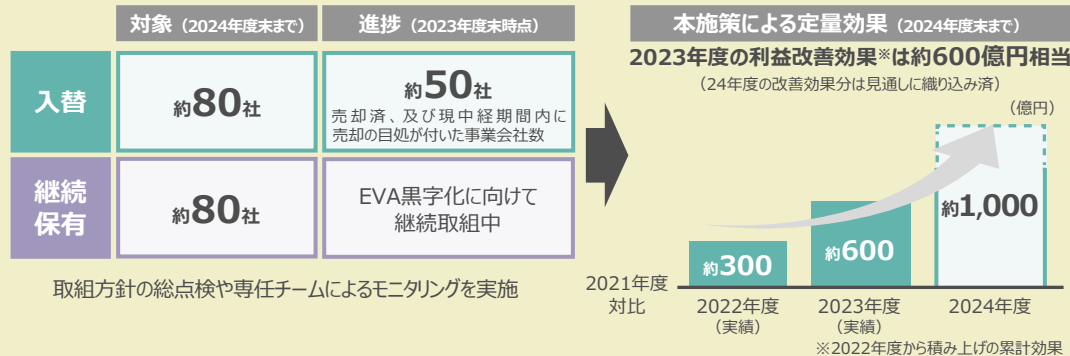 対象（2024年度末まで）
進捗（2023年度末時点）
入替
約80社
約50社
売却済、及び現中経期間内に
売却の目処が付いた事業会社数
継続
保有
約80社
EVA黒字化に向けて
継続取組中
取組方針の総点検や専任チームによるモニタリングを実施
本施策による定量効果（2024年度末まで）
2023年度の利益改善効果※は約600億円相当
（24年度の改善効果分は見通しに織り込み済）
（億円）
約300
約600
約1,000
2021年度
対比
2022年度
（実績）
2023年度
（実績）
2024年度
※2022年度から積み上げの累計効果